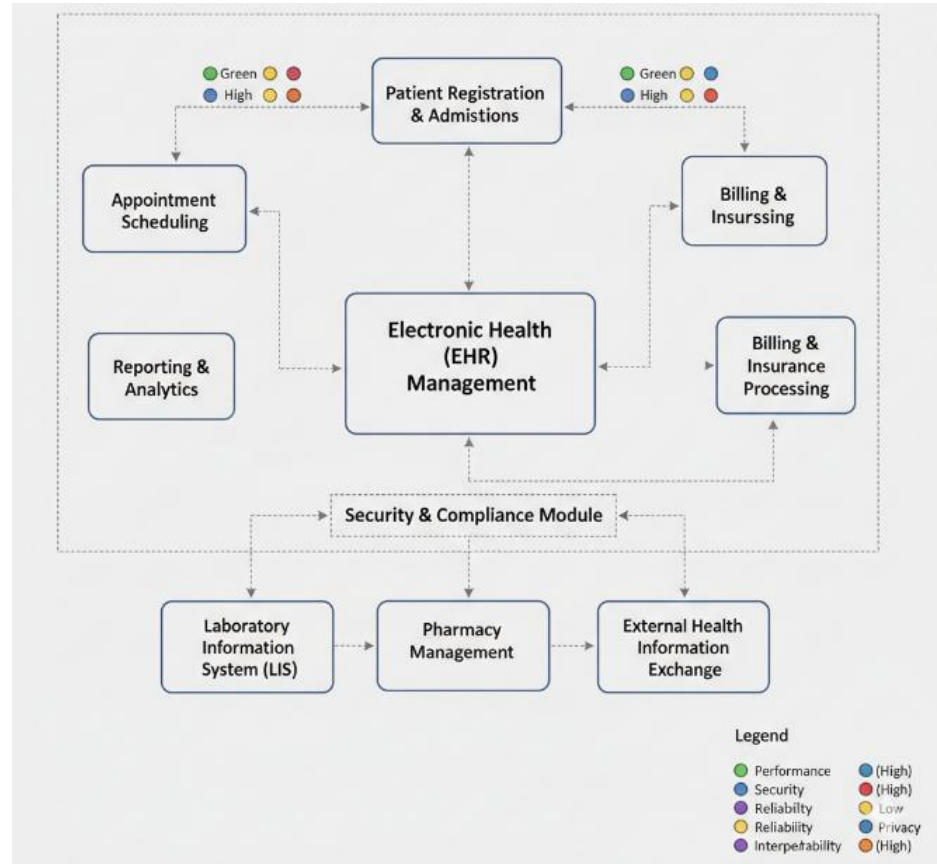 Green
High
Green
High
Patient Registration
& Admistions
Appointment
Scheduling
Billing &
Insurssing
Electronic Health
(EHR)
Management
Reporting &
Analytics
Billing &
Insurance
Processing
Security & Compliance Module
Laboratory
Information
System (LIS)
Pharmacy
Management
External Health
Information
Exchange
Legend
Performance
(High)
Security
(High)
Reliabilty
Low
Reliability
Privacy
Interpetability
(High)